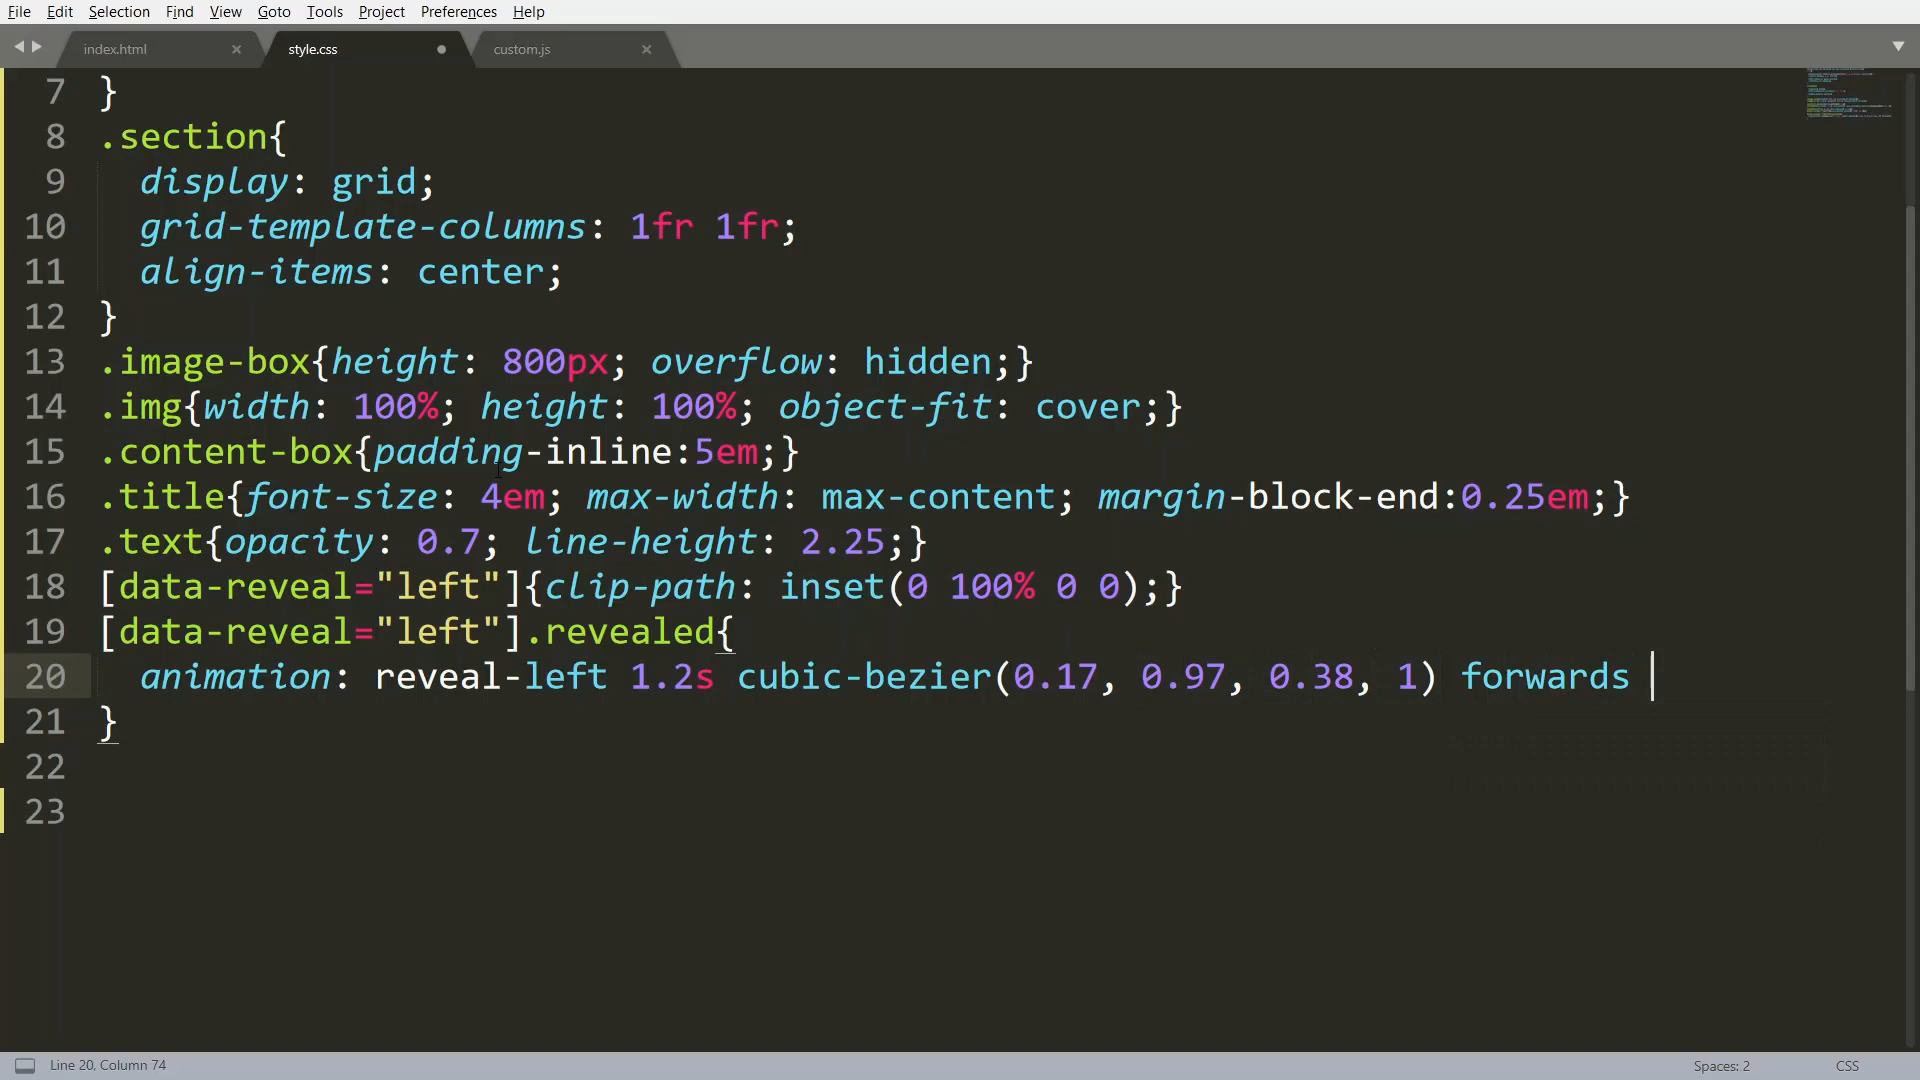 File Edit Selection Find View Goto Tools Project Preferences Help
index.html style.css custom.js
7 }
8 .section{
9 display: grid;
10 grid-template-columns: 1fr 1fr;
11 align-items: center;
12 }
13 .image-box{height: 800px; overflow: hidden;}
14 .img{width: 100%; height: 100%; object-fit: cover;}
15 .content-box{padding-inline:5em;}
16 .title{font-size: 4em; max-width: max-content; margin-block-end:0.25em;}
17 .text{opacity: 0.7; line-height: 2.25;}
18 [data-reveal="left"]{clip-path: inset(0 100% 0 0);}
19 [data-reveal="left"].revealed{
20 animation: reveal-left 1.2s cubic-bezier(0.17, 0.97, 0.38, 1) forwards
21 }
22
23
Line 20, Column 74 Spaces: 2 CSS